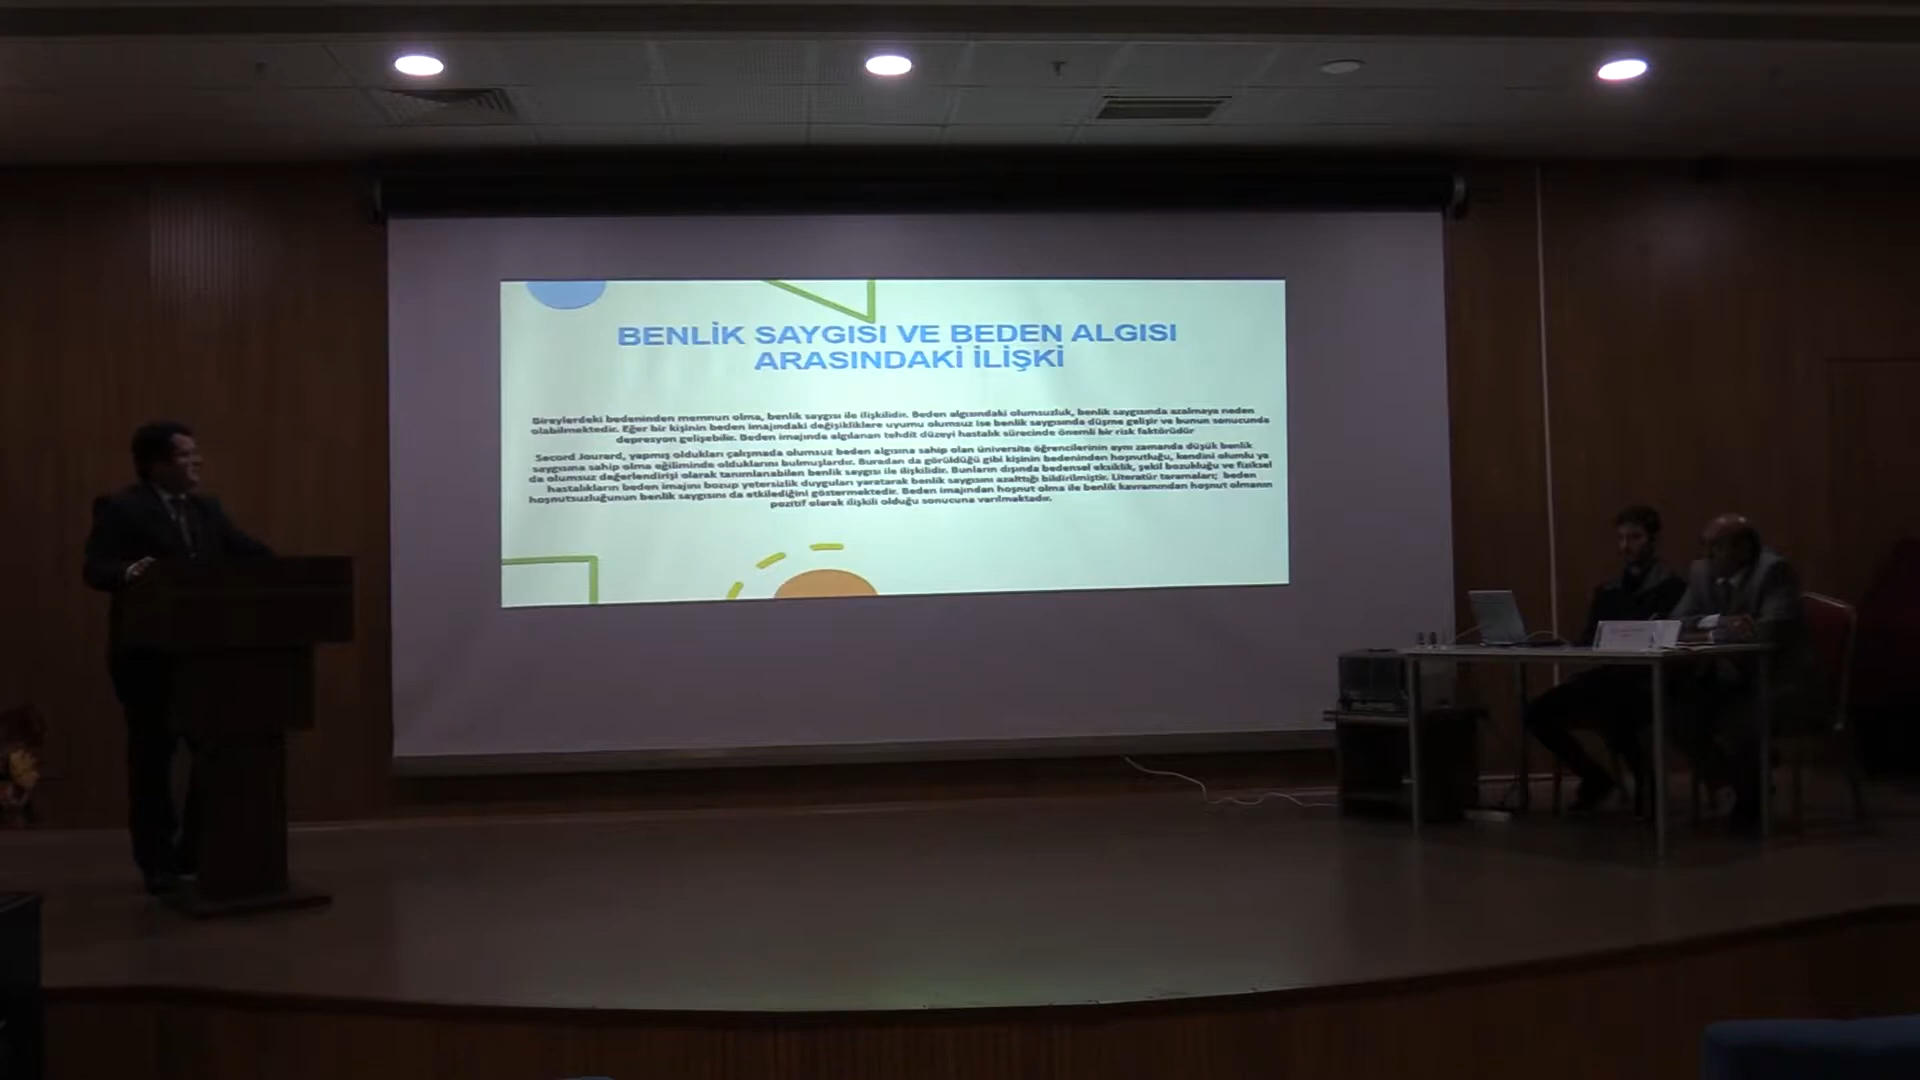 BENLİK SAYGISI VE BEDEN ALGISI
ARASINDAKİ İLİŞKİ
Bireylerdeki bedeninden memnun olma, benlik saygısı ile ilişkilidir. Beden algısındaki olumsuzluk, benlik saygısında azalmaya neden
olabilmektedir. Eğer bir kişinin beden imajındaki değişikliklere uyumu olumsuz ise benlik saygısında düşme gelişir ve bunun sonucunda
depresyon gelişebilir. Beden imajında algılanan tehdit düzeyi hastalık sürecinde önemli bir risk faktörüdür
Secord Jourard, yapmış oldukları çalışmada olumsuz beden algısına sahip olan üniversite öğrencilerinin aynı zamanda düşük benlik
saygısına sahip olma eğiliminde olduklarını bulmuşlardır. Buradan da görüldüğü gibi kişinin bedeninden hoşnutluğu, kendini olumlu ya
da olumsuz değerlendirişi olarak tanımlanabilen benlik saygısı ile ilişkilidir. Bunların dışında bedensel eksiklik, şekil bozukluğu ve fiziksel
hastalıkların beden imajını bozup yetersizlik duyguları yaratarak benlik saygısını azalttığı bildirilmiştir. Literatür taramaları; beden
hoşnutsuzluğunun benlik saygısını da etkilediğini göstermektedir. Beden imajından hoşnut olma ile benlik kavramından hoşnut olmanın
pozitif olarak ilişkili olduğu sonucuna varılmaktadır.